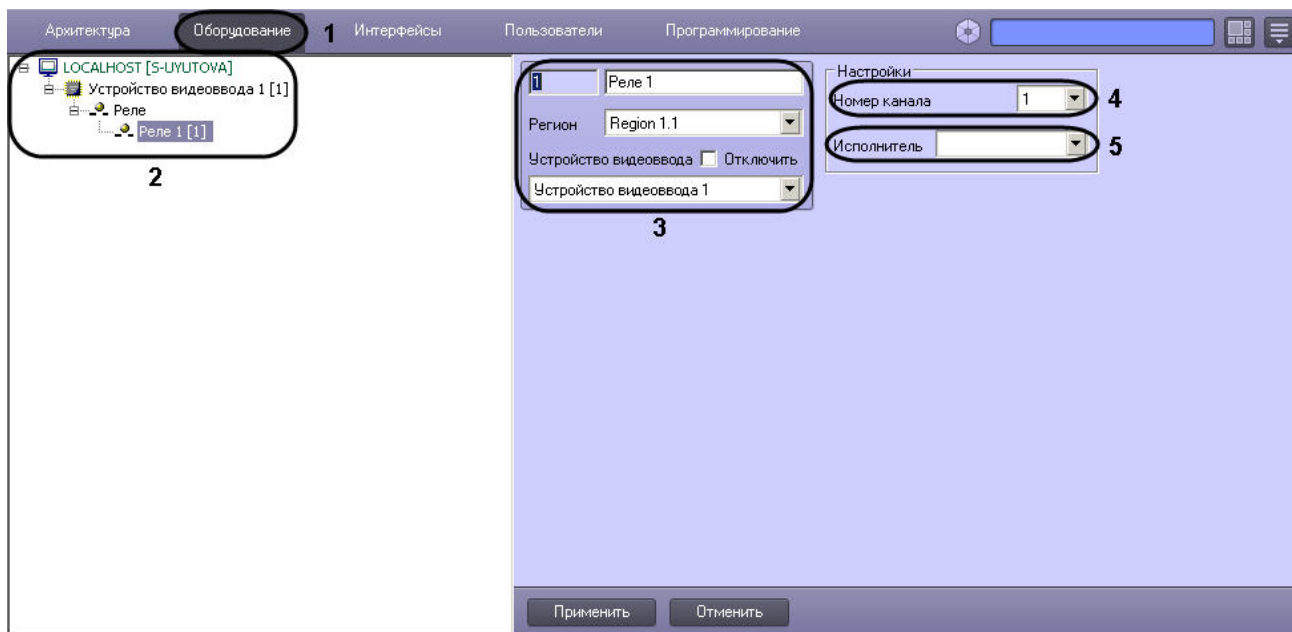 Архитектура Оборудование 1 Интерфейсы Пользователи Программирование
LOCALHOST [S-UYUTOVA]
Устройство видеоввода 1 [1]
Реле
Реле 1 [1]
2
1 Реле 1
Регион Region 1.1
Устройство видеоввода Отключить
Устройство видеоввода 1
3
Настройки
Номер канала 1 4
Исполнитель 5
Применить Отменить